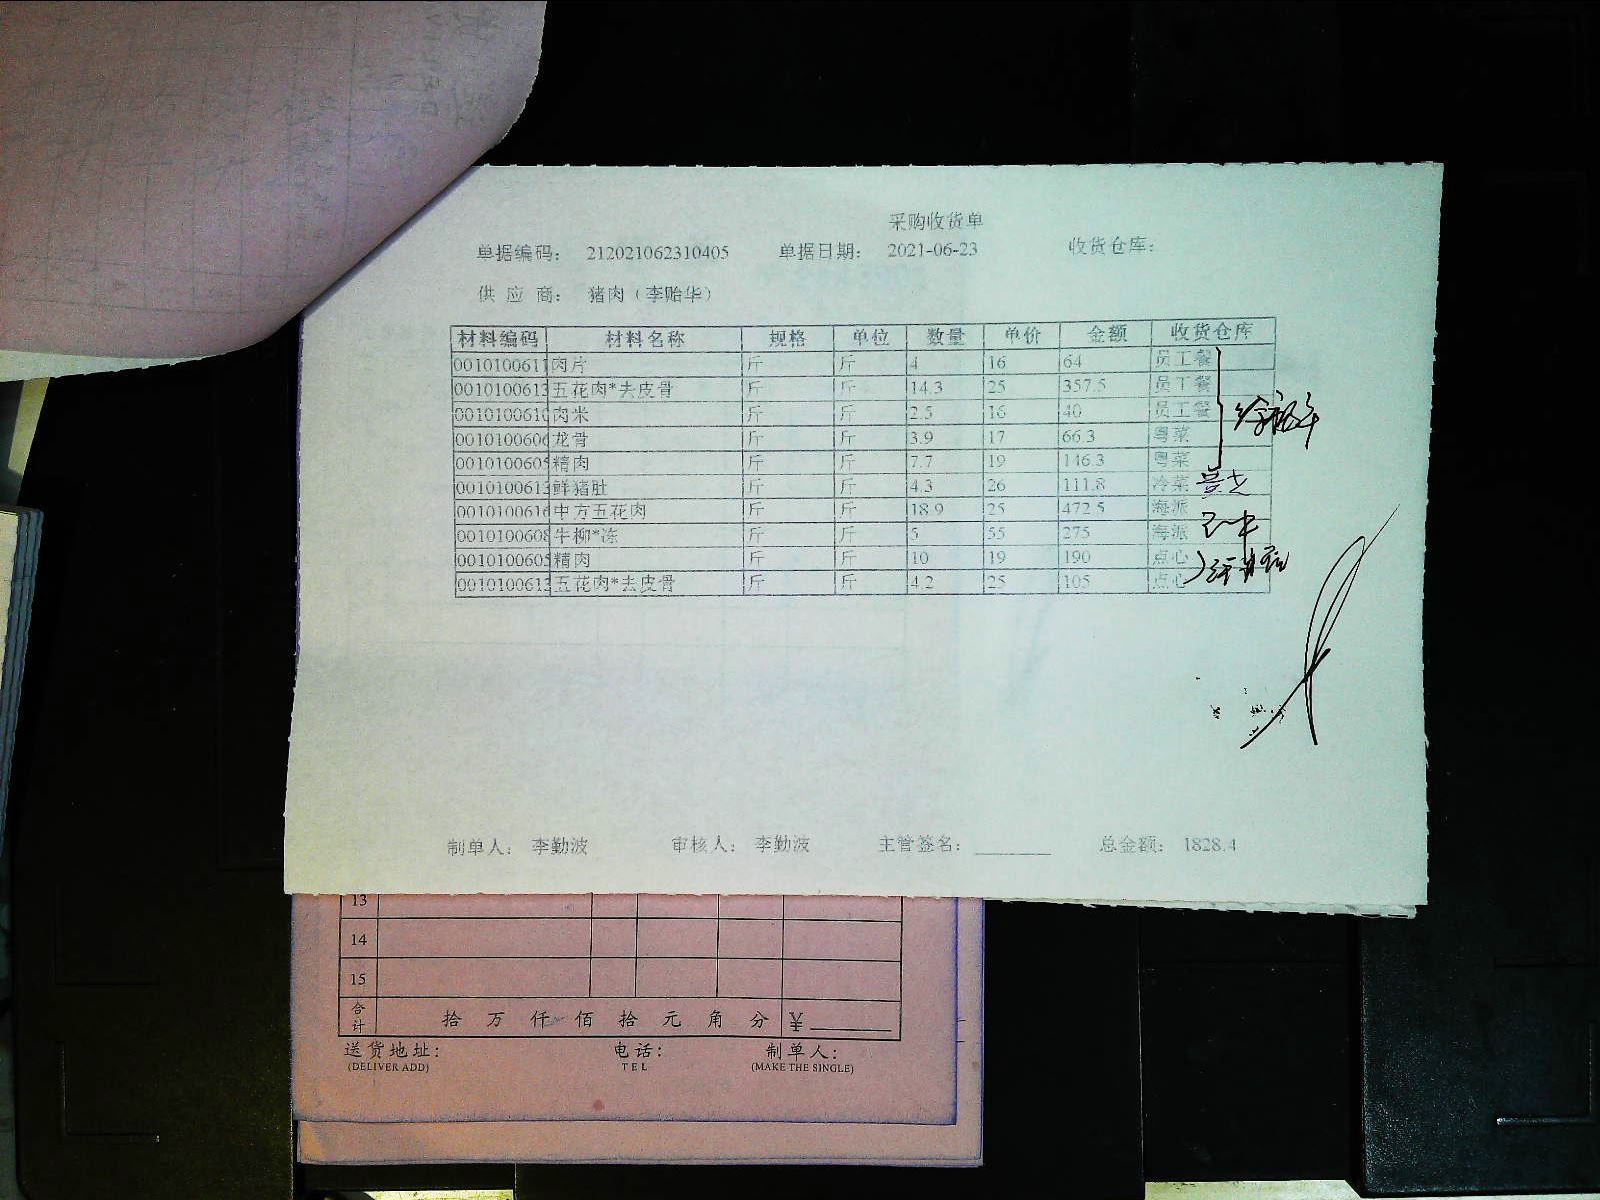 采购收货单
单据编码： 212021062310405 单据日期： 2021-06-23 收货仓库：
供 应 商： 猪肉（李贻华）
材料编码 材料名称 规格 单位 数量 单价 金额 收货仓库
0010100611 肉片 斤 斤 4 16 64 员工餐
0010100613 五花肉*去皮骨 斤 斤 14.3 25 357.5 员工餐
0010100610 肉米 斤 斤 2.5 16 40 员工餐
0010100606 龙骨 斤 斤 3.9 17 66.3 粤菜
0010100605 精肉 斤 斤 7.7 19 146.3 粤菜
0010100612 鲜猪肚 斤 斤 4.3 26 111.8 冷菜
0010100616 中方五花肉 斤 斤 18.9 25 472.5 海派
0010100608 牛柳*冻 斤 斤 5 55 275 海派
0010100605 精肉 斤 斤 10 19 190 点心
0010100613 五花肉*去皮骨 斤 斤 4.2 25 105 点心
制单人： 李勤波 审核人： 李勤波 主管签名： 总金额： 1828.4
13
14
15
合计 拾 万 仟 佰 拾 元 角 分 ¥
送货地址: 电话: 制单人:
(DELIVER ADD) TEL (MAKE THE SINGLE)